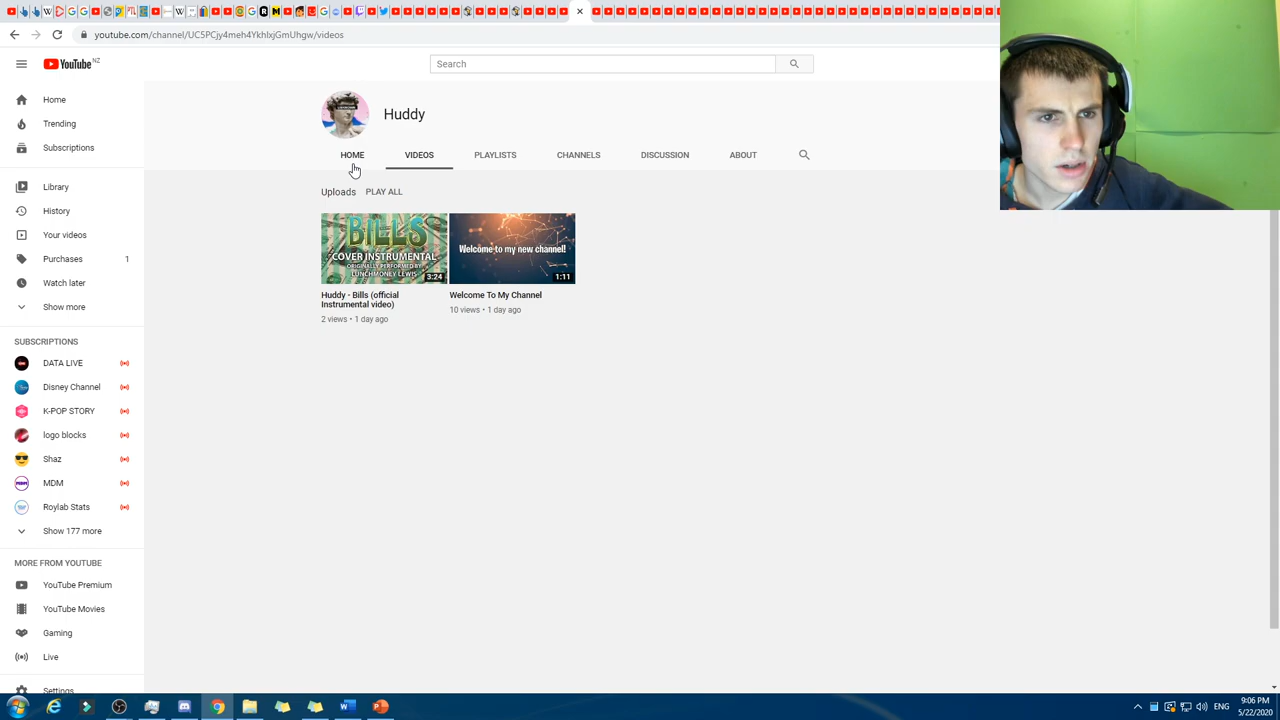 youtube.com/channel/UC5PCjy4meh4YkhlxjGmUhgw/videos
YouTube NZ
Search
Home
Trending
Subscriptions
Library
History
Your videos
Purchases 1
Watch later
Show more
SUBSCRIPTIONS
DATA LIVE
Disney Channel
K-POP STORY
logo blocks
Shaz
MDM
Roylab Stats
Show 177 more
MORE FROM YOUTUBE
YouTube Premium
YouTube Movies
Gaming
Live
Settings
Huddy
HOME VIDEOS PLAYLISTS CHANNELS DISCUSSION ABOUT
Uploads PLAY ALL
BILLS
COVER INSTRUMENTAL
ORIGINALLY PERFORMED BY
LUNCHMONEY LEWIS
3:24
Huddy - Bills (official
Instrumental video)
2 views • 1 day ago
Welcome to my new channel!
1:11
Welcome To My Channel
10 views • 1 day ago
ENG
9:06 PM
5/22/2020